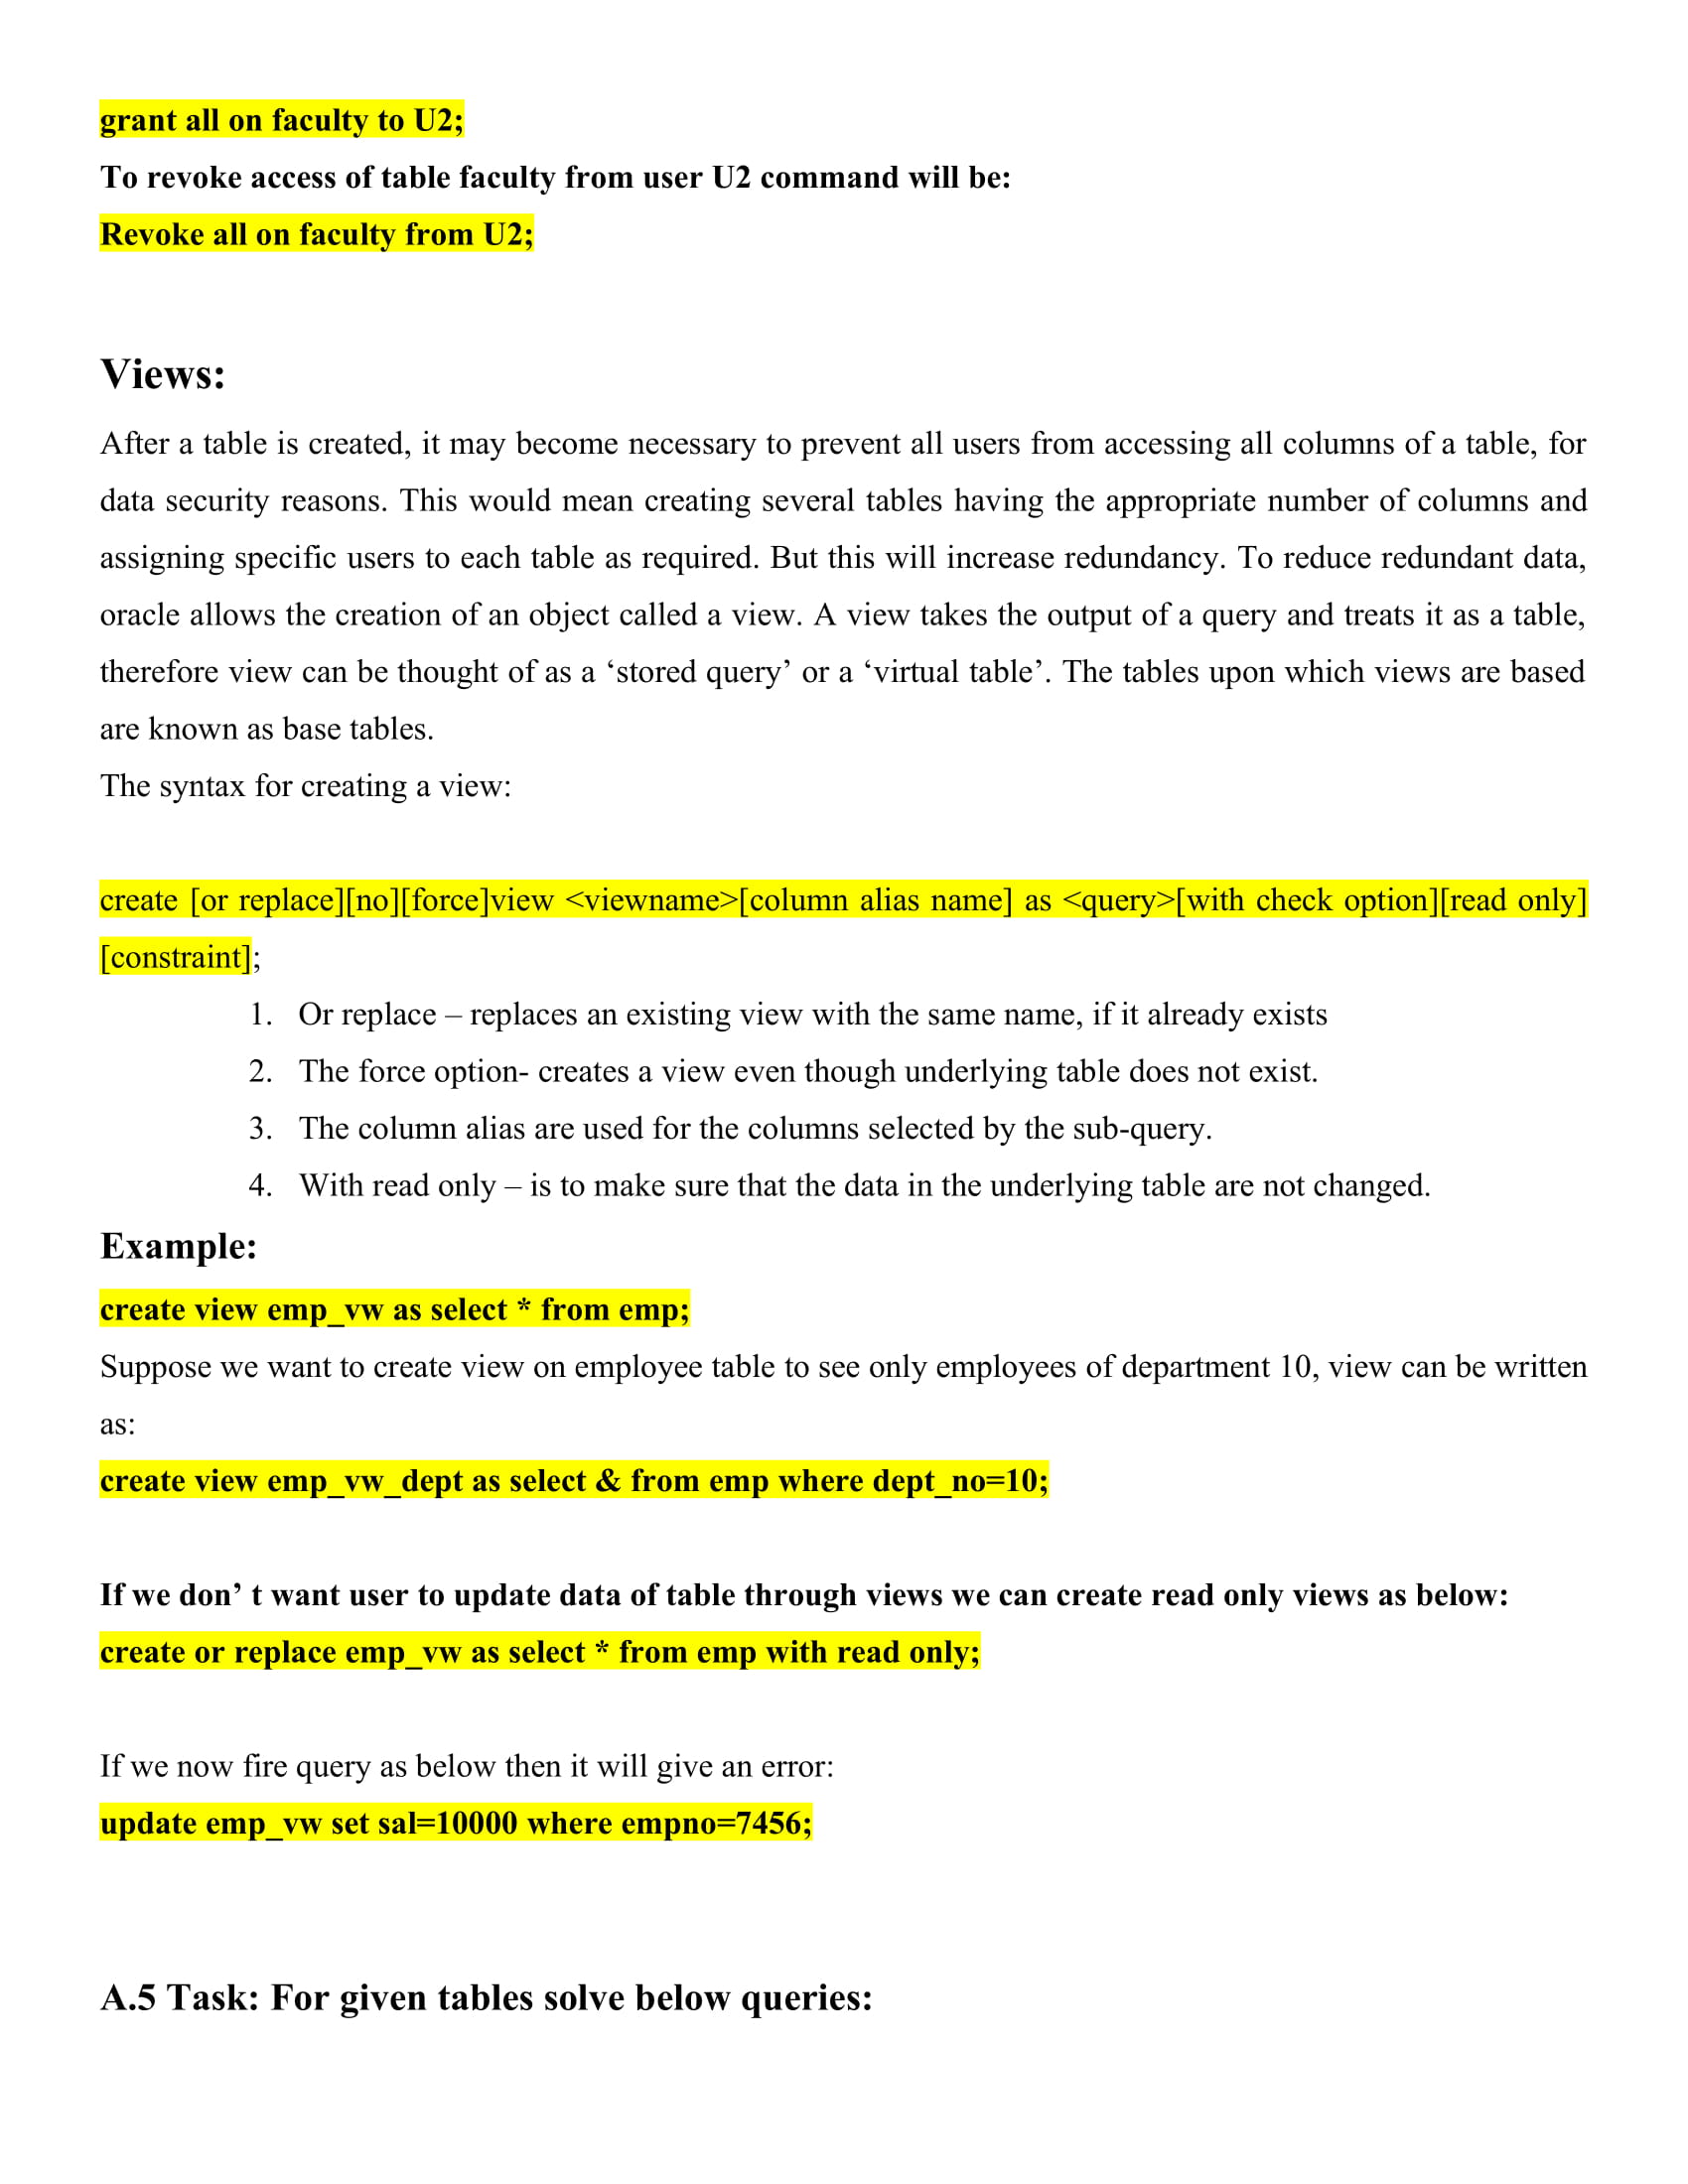 grant all on faculty to U2;
To revoke access of table faculty from user U2 command will be:
Revoke all on faculty from U2;
Views:
After a table is created, it may become necessary to prevent all users from accessing all columns of a table, for
data security reasons. This would mean creating several tables having the appropriate number of columns and
assigning specific users to each table as required. But this will increase redundancy. To reduce redundant data,
oracle allows the creation of an object called a view. A view takes the output of a query and treats it as a table,
therefore view can be thought of as a ‘stored query’ or a ‘virtual table’. The tables upon which views are based
are known as base tables.
The syntax for creating a view:
create [or replace][no][force]view <viewname>[column alias name] as <query>[with check option][read only]
[constraint];
1. Or replace – replaces an existing view with the same name, if it already exists
2. The force option- creates a view even though underlying table does not exist.
3. The column alias are used for the columns selected by the sub-query.
4. With read only – is to make sure that the data in the underlying table are not changed.
Example:
create view emp_vw as select * from emp;
Suppose we want to create view on employee table to see only employees of department 10, view can be written
as:
create view emp_vw_dept as select & from emp where dept_no=10;
If we don’ t want user to update data of table through views we can create read only views as below:
create or replace emp_vw as select * from emp with read only;
If we now fire query as below then it will give an error:
update emp_vw set sal=10000 where empno=7456;
A.5 Task: For given tables solve below queries: